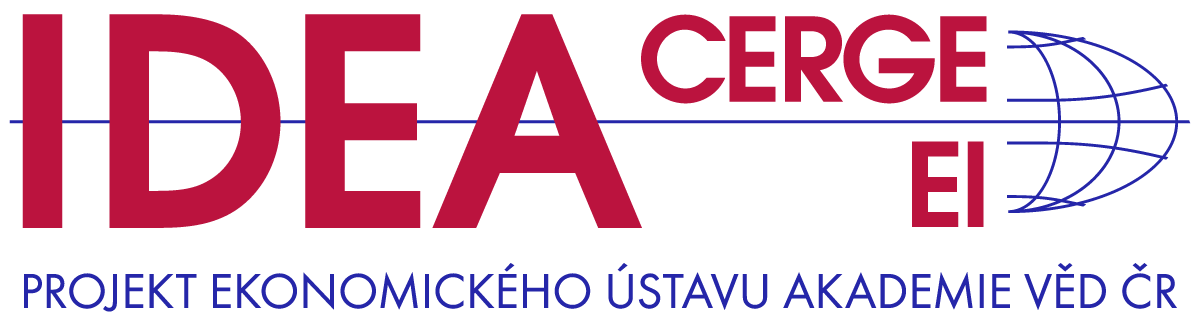 IDEA CERGE
EI
PROJEKT EKONOMICKÉHO ÚSTAVU AKADEMIE VĚD ČR